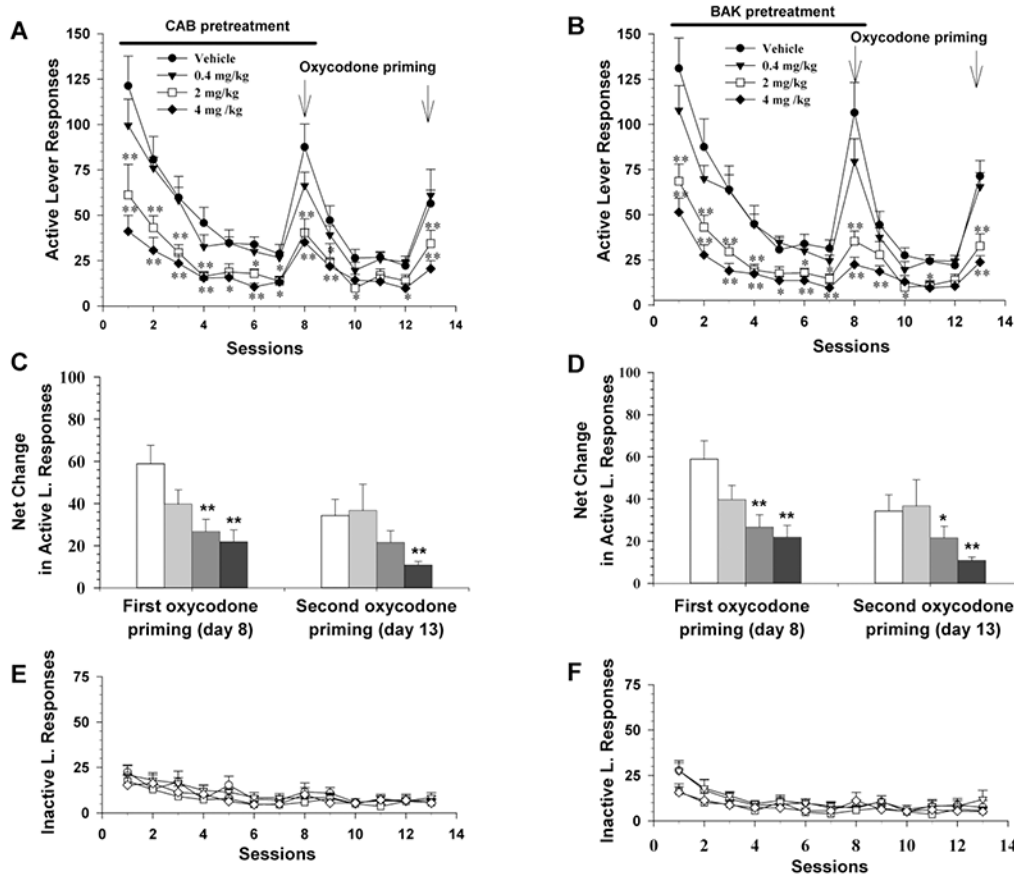 A
CAB pretreatment
Vehicle
0.4 mg/kg
2 mg/kg
4 mg /kg
Oxycodone priming
Active Lever Responses
150
125
100
75
50
25
0
**
**
**
**
**
**
**
**
**
*
*
**
*
*
**
**
*
*
*
**
**
0 2 4 6 8 10 12 14
Sessions
B
BAK pretreatment
Vehicle
0.4 mg/kg
2 mg/kg
4 mg /kg
Oxycodone priming
Active Lever Responses
150
125
100
75
50
25
0
**
**
**
**
**
**
**
**
*
*
*
**
*
**
**
**
*
*
**
**
0 2 4 6 8 10 12 14
Sessions
C
Net Change
in Active L. Responses
100
80
60
40
20
0
** **
**
First oxycodone
priming (day 8)
Second oxycodone
priming (day 13)
D
Net Change
in Active L. Responses
100
80
60
40
20
0
** **
*
**
First oxycodone
priming (day 8)
Second oxycodone
priming (day 13)
E
Inactive L. Responses
75
50
25
0
0 2 4 6 8 10 12 14
Sessions
F
Inactive L. Responses
75
50
25
0
0 2 4 6 8 10 12 14
Sessions